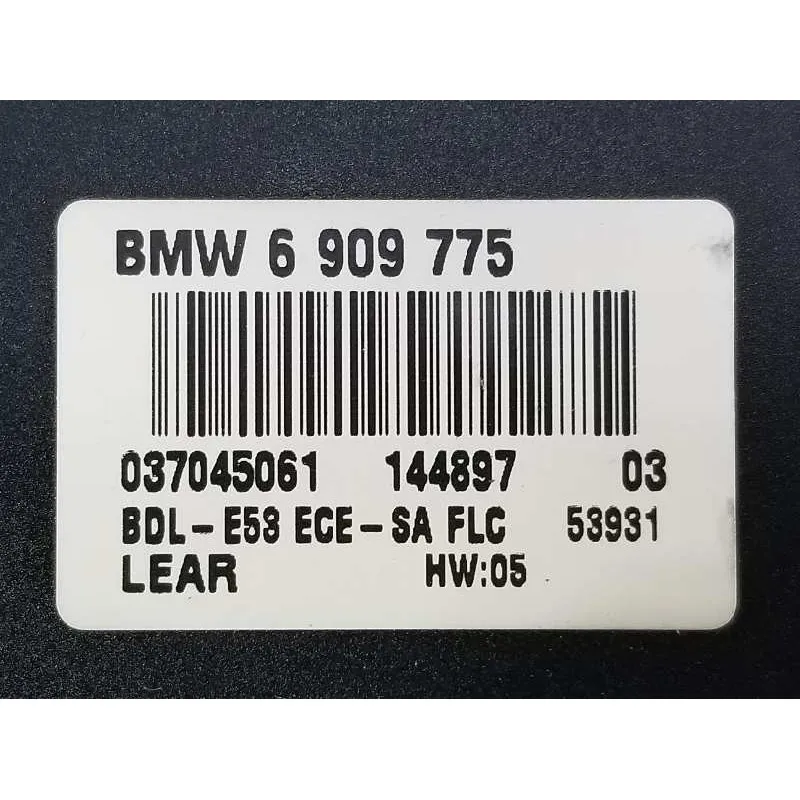 BMW 6 909 775
037045061 144897 03
BDL-E53 ECE-SA FLC 53931
LEAR HW:05